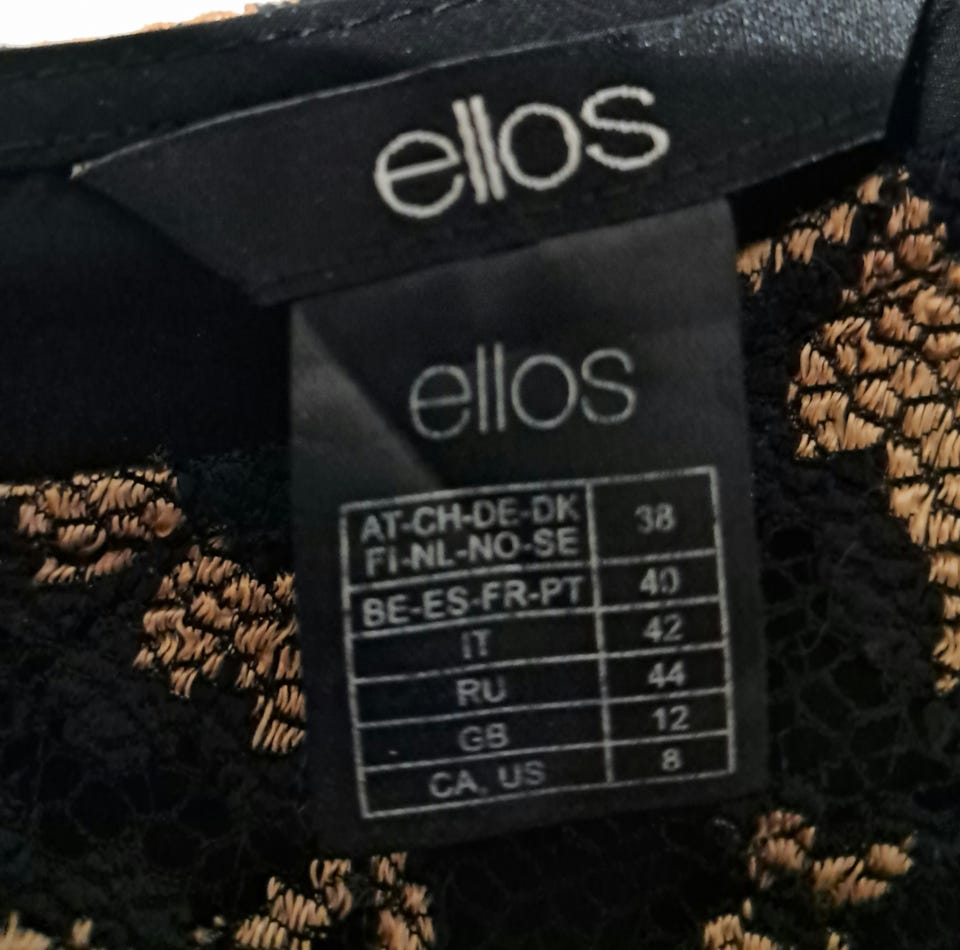 ellos
ellos
AT-CH-DE-DK
FI-NL-NO-SE 38
BE-ES-FR-PT 40
IT 42
RU 44
GB 12
CA, US 8